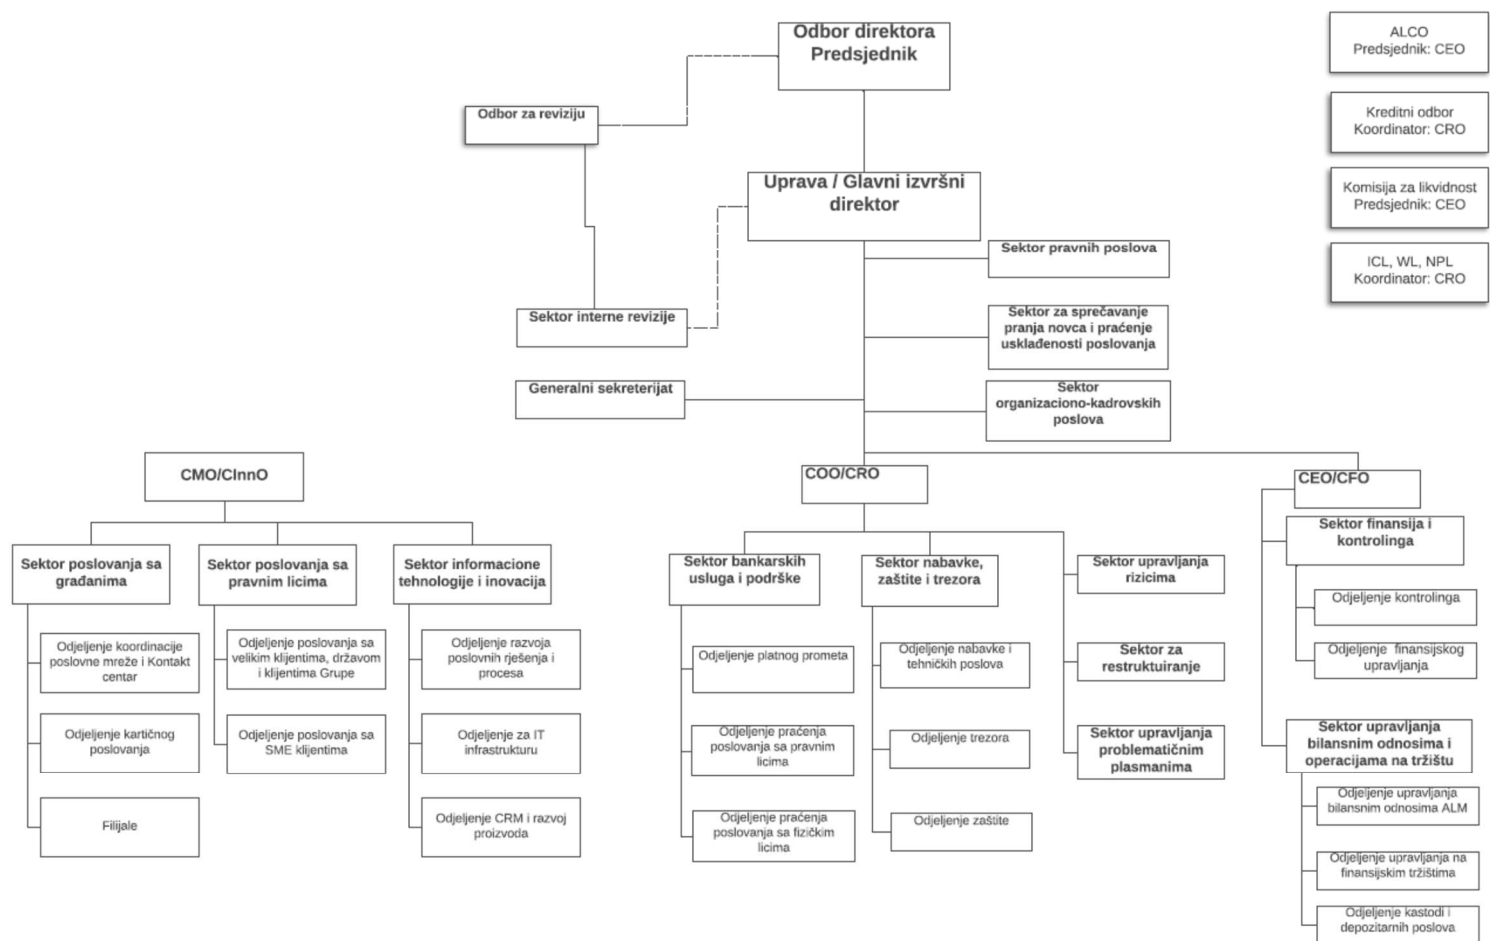 Odbor direktora
Predsjednik
ALCO
Predsjednik: CEO
Odbor za reviziju
Kreditni odbor
Koordinator: CRO
Uprava / Glavni izvršni
direktor
Komisija za likvidnost
Predsjednik: CEO
Sektor pravnih poslova
ICL, WL, NPL
Koordinator: CRO
Sektor interne revizije
Sektor za sprečavanje
pranja novca i praćenje
usklađenosti poslovanja
Generalni sekreterijat
Sektor
organizaciono-kadrovskih
poslova
CMO/CInnO
COO/CRO
CEO/CFO
Sektor poslovanja sa
građanima
Sektor poslovanja sa
pravnim licima
Sektor informacione
tehnologije i inovacija
Sektor bankarskih
usluga i podrške
Sektor nabavke,
zaštite i trezora
Sektor upravljanja
rizicima
Sektor finansija i
kontrolinga
Odjeljenje kontrolinga
Odjeljenje koordinacije
poslovne mreže i Kontakt
centar
Odjeljenje poslovanja sa
velikim klijentima, državom
i klijentima Grupe
Odjeljenje razvoja
poslovnih rješenja i
procesa
Odjeljenje platnog prometa
Odjeljenje nabavke i
tehničkih poslova
Sektor za
restruktuiranje
Odjeljenje finansijskog
upravljanja
Odjeljenje kartičnog
poslovanja
Odjeljenje poslovanja sa
SME klijentima
Odjeljenje za IT
infrastrukturu
Odjeljenje praćenja
poslovanja sa pravnim
licima
Odjeljenje trezora
Sektor upravljanja
problematičnim
plasmanima
Sektor upravljanja
bilansnim odnosima i
operacijama na tržištu
Filijale
Odjeljenje CRM i razvoj
proizvoda
Odjeljenje praćenja
poslovanja sa fizičkim
licima
Odjeljenje zaštite
Odjeljenje upravljanja
bilansnim odnosima ALM
Odjeljenje upravljanja na
finansijskim tržištima
Odjeljenje kastodi i
depozitarnih poslova